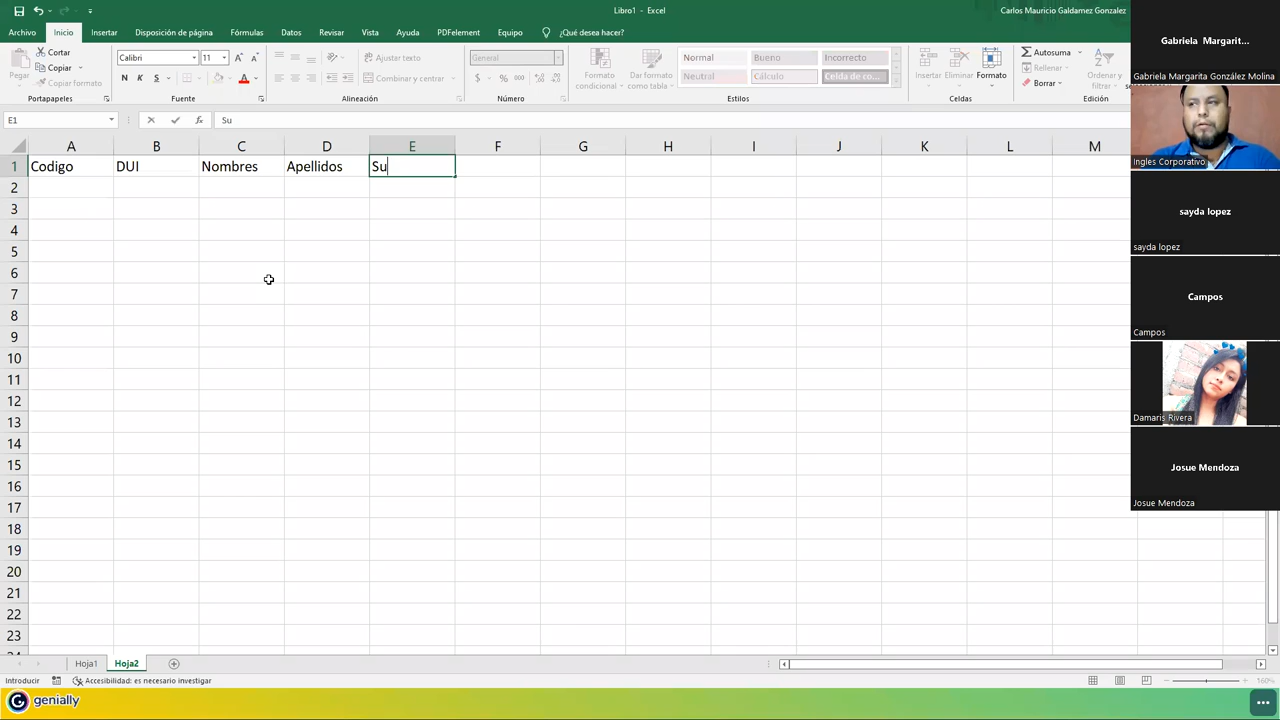 Libro1 - Excel
Carlos Mauricio Galdamez Gonzalez
Archivo Inicio Insertar Disposición de página Fórmulas Datos Revisar Vista Ayuda PDFelement Equipo ¿Qué desea hacer?
Pegar
Cortar
Copiar
Copiar formato
Portapapeles
Calibri 11
N K S
Fuente
Ajustar texto
Combinar y centrar
Alineación
General
Número
Formato condicional
Dar formato como tabla
Normal Bueno Incorrecto
Neutral Cálculo Celda de co...
Estilos
Insertar Eliminar Formato
Celdas
Autosuma
Rellenar
Borrar
Ordenar y filtrar
Edición
E1 fx Su
A B C D E F G H I J K L M
1 Codigo DUI Nombres Apellidos Su
2
3
4
5
6
7
8
9
10
11
12
13
14
15
16
17
18
19
20
21
22
23
Hoja1 Hoja2
Introducir Accesibilidad: es necesario investigar 160%
genially
Gabriela Margarit...
Gabriela Margarita González Molina
Ingles Corporativo
sayda lopez
sayda lopez
Campos
Campos
Damaris Rivera
Josue Mendoza
Josue Mendoza